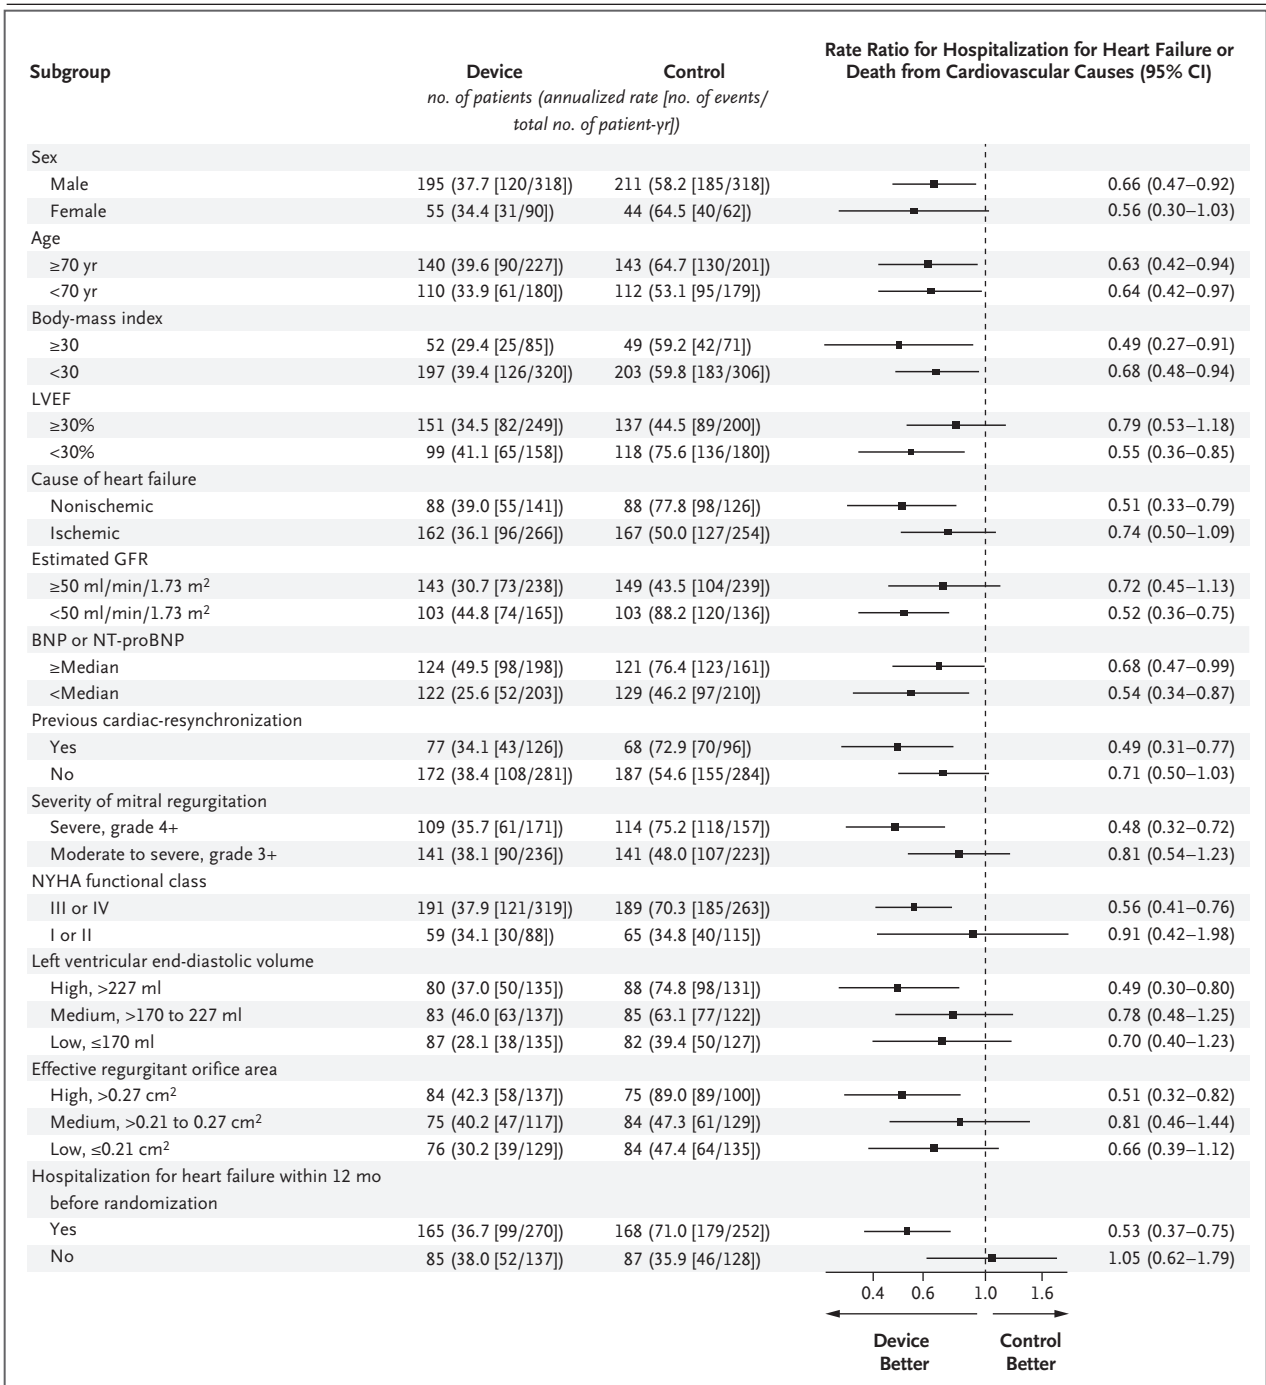 Subgroup Device Control Rate Ratio for Hospitalization for Heart Failure or
Death from Cardiovascular Causes (95% CI)
no. of patients (annualized rate [no. of events/
total no. of patient-yr])
Sex
Male 195 (37.7 [120/318]) 211 (58.2 [185/318]) 0.66 (0.47–0.92)
Female 55 (34.4 [31/90]) 44 (64.5 [40/62]) 0.56 (0.30–1.03)
Age
≥70 yr 140 (39.6 [90/227]) 143 (64.7 [130/201]) 0.63 (0.42–0.94)
<70 yr 110 (33.9 [61/180]) 112 (53.1 [95/179]) 0.64 (0.42–0.97)
Body-mass index
≥30 52 (29.4 [25/85]) 49 (59.2 [42/71]) 0.49 (0.27–0.91)
<30 197 (39.4 [126/320]) 203 (59.8 [183/306]) 0.68 (0.48–0.94)
LVEF
≥30% 151 (34.5 [82/249]) 137 (44.5 [89/200]) 0.79 (0.53–1.18)
<30% 99 (41.1 [65/158]) 118 (75.6 [136/180]) 0.55 (0.36–0.85)
Cause of heart failure
Nonischemic 88 (39.0 [55/141]) 88 (77.8 [98/126]) 0.51 (0.33–0.79)
Ischemic 162 (36.1 [96/266]) 167 (50.0 [127/254]) 0.74 (0.50–1.09)
Estimated GFR
≥50 ml/min/1.73 m² 143 (30.7 [73/238]) 149 (43.5 [104/239]) 0.72 (0.45–1.13)
<50 ml/min/1.73 m² 103 (44.8 [74/165]) 103 (88.2 [120/136]) 0.52 (0.36–0.75)
BNP or NT-proBNP
≥Median 124 (49.5 [98/198]) 121 (76.4 [123/161]) 0.68 (0.47–0.99)
<Median 122 (25.6 [52/203]) 129 (46.2 [97/210]) 0.54 (0.34–0.87)
Previous cardiac-resynchronization
Yes 77 (34.1 [43/126]) 68 (72.9 [70/96]) 0.49 (0.31–0.77)
No 172 (38.4 [108/281]) 187 (54.6 [155/284]) 0.71 (0.50–1.03)
Severity of mitral regurgitation
Severe, grade 4+ 109 (35.7 [61/171]) 114 (75.2 [118/157]) 0.48 (0.32–0.72)
Moderate to severe, grade 3+ 141 (38.1 [90/236]) 141 (48.0 [107/223]) 0.81 (0.54–1.23)
NYHA functional class
III or IV 191 (37.9 [121/319]) 189 (70.3 [185/263]) 0.56 (0.41–0.76)
I or II 59 (34.1 [30/88]) 65 (34.8 [40/115]) 0.91 (0.42–1.98)
Left ventricular end-diastolic volume
High, >227 ml 80 (37.0 [50/135]) 88 (74.8 [98/131]) 0.49 (0.30–0.80)
Medium, >170 to 227 ml 83 (46.0 [63/137]) 85 (63.1 [77/122]) 0.78 (0.48–1.25)
Low, ≤170 ml 87 (28.1 [38/135]) 82 (39.4 [50/127]) 0.70 (0.40–1.23)
Effective regurgitant orifice area
High, >0.27 cm² 84 (42.3 [58/137]) 75 (89.0 [89/100]) 0.51 (0.32–0.82)
Medium, >0.21 to 0.27 cm² 75 (40.2 [47/117]) 84 (47.3 [61/129]) 0.81 (0.46–1.44)
Low, ≤0.21 cm² 76 (30.2 [39/129]) 84 (47.4 [64/135]) 0.66 (0.39–1.12)
Hospitalization for heart failure within 12 mo
before randomization
Yes 165 (36.7 [99/270]) 168 (71.0 [179/252]) 0.53 (0.37–0.75)
No 85 (38.0 [52/137]) 87 (35.9 [46/128]) 1.05 (0.62–1.79)
0.4 0.6 1.0 1.6
Device Control
Better Better